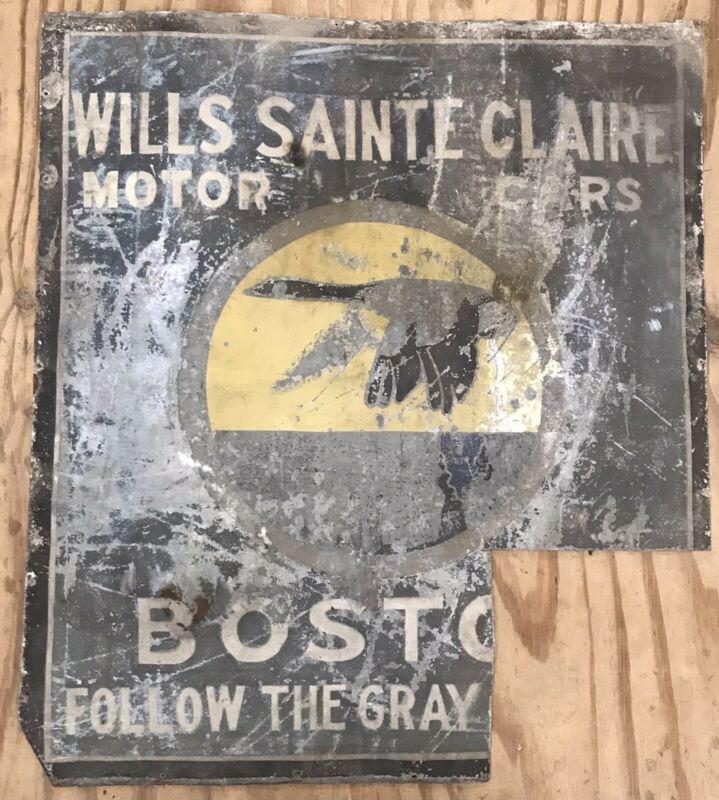 WILLS SAINTE CLAIRE
MOTOR CARS
BOSTO
FOLLOW THE GRAY